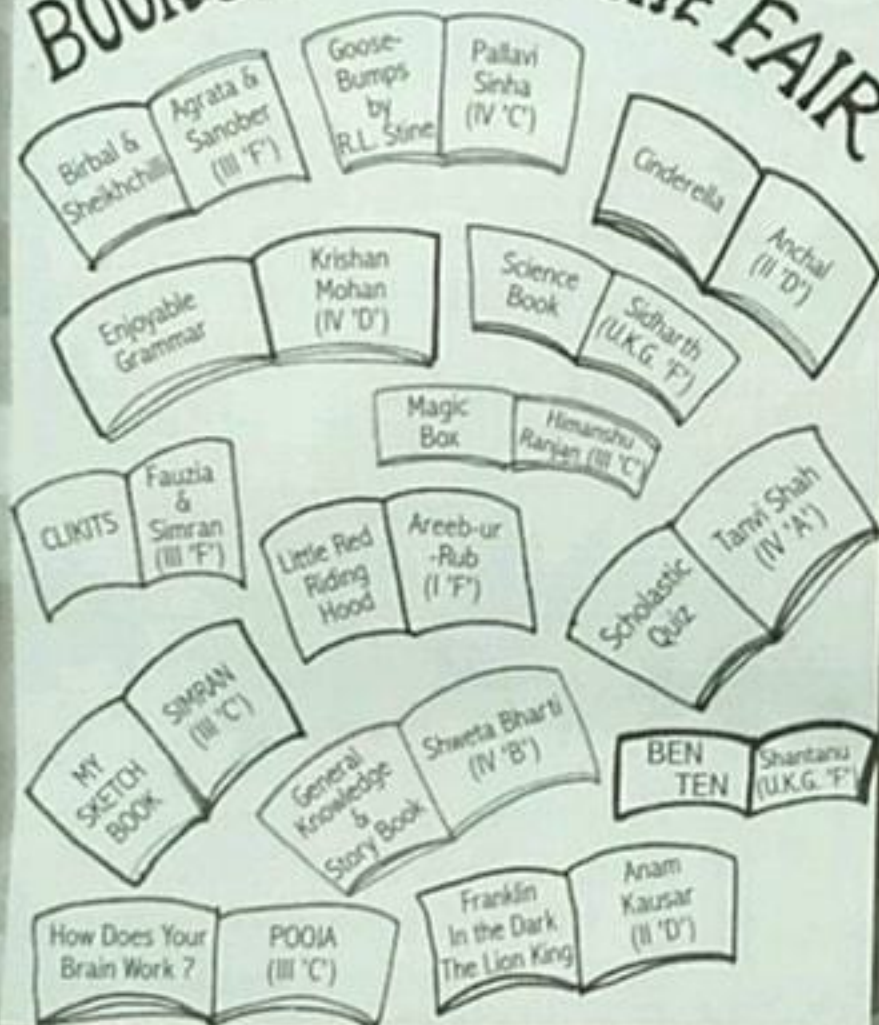 FAIR
Birbal &
Sheikhchilli
Agrata &
Sanober
(III "F")
Goose-
Bumps
by
R.L. Stine
Pallavi
Sinha
(IV "C")
Cinderella
Anchal
(II "D")
Enjoyable
Grammar
Krishan
Mohan
(IV "D")
Science
Book
Sidharth
(U.K.G. "F")
Magic
Box
Himanshu
Ranjan (III "C")
CLIKITS
Fauzia
&
Simran
(III "F")
Little Red
Riding
Hood
Areeb-ur
-Rub
(I "F")
Scholastic
Quiz
Tanvi Shah
(IV "A")
MY
SKETCH
BOOK
SIMRAN
(III "C")
General
Knowledge
&
Story Book
Shweta Bharti
(IV "B")
BEN
TEN
Shantanu
(U.K.G. "F")
How Does Your
Brain Work ?
POOJA
(III "C")
Franklin
In the Dark
The Lion King
Anam
Kausar
(II "D")